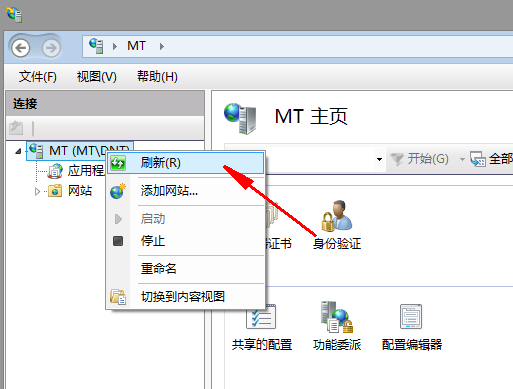 MT
文件(F) 视图(V) 帮助(H)
连接
MT 主页
MT (MT\DNT)
刷新(R)
开始(G)
全部
应用程
添加网站...
网站
启动
证书
身份验证
停止
重命名
切换到内容视图
共享的配置
功能委派
配置编辑器